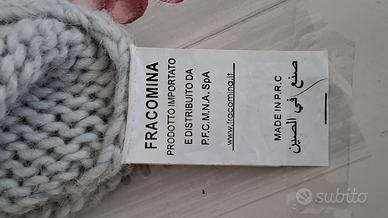 FRACOMINA
PRODOTTO IMPORTATO
E DISTRIBUITO DA
P.F.C.M.N.A. SpA
www.fracomina.it
MADE IN P.R.C
صنع في الصين
subito